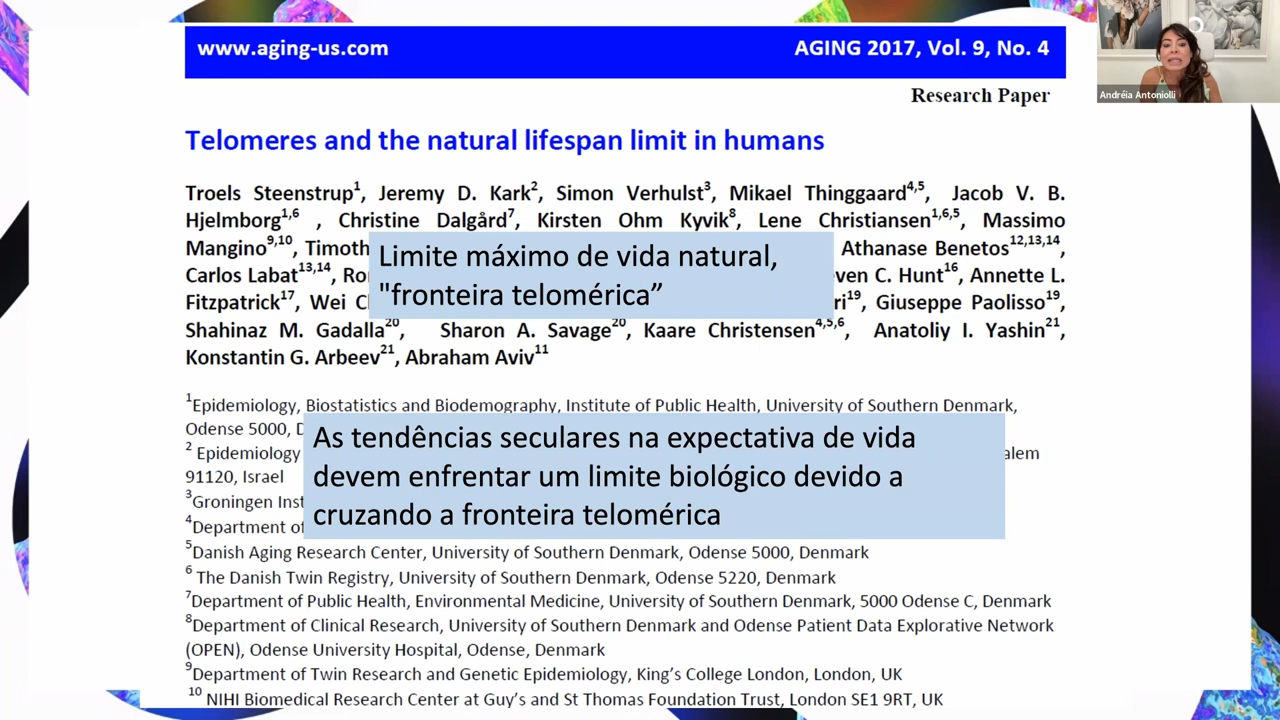 www.aging-us.com AGING 2017, Vol. 9, No. 4
Andréia Antoniolli
Research Paper
Telomeres and the natural lifespan limit in humans
Troels Steenstrup1, Jeremy D. Kark2, Simon Verhulst3, Mikael Thinggaard4,5, Jacob V. B.
Hjelmborg1,6 , Christine Dalgård7, Kirsten Ohm Kyvik8, Lene Christiansen1,6,5, Massimo
Mangino9,10, Athanase Benetos12,13,14,
Limite máximo de vida natural,
"fronteira telomérica”
Carlos Labat13,14, C. Hunt16, Annette L.
Fitzpatrick17, Wei Giuseppe Paolisso19,
Shahinaz M. Gadalla20, Sharon A. Savage20, Kaare Christensen4,5,6, Anatoliy I. Yashin21,
Konstantin G. Arbeev21, Abraham Aviv11
1Epidemiology, Biostatistics and Biodemography, Institute of Public Health, University of Southern Denmark,
Odense 5000,
As tendências seculares na expectativa de vida
devem enfrentar um limite biológico devido a
cruzando a fronteira telomérica
2 Epidemiology
91120, Israel
3Groningen
4Department of
5Danish Aging Research Center, University of Southern Denmark, Odense 5000, Denmark
6 The Danish Twin Registry, University of Southern Denmark, Odense 5220, Denmark
7Department of Public Health, Environmental Medicine, University of Southern Denmark, 5000 Odense C, Denmark
8Department of Clinical Research, University of Southern Denmark and Odense Patient Data Explorative Network
(OPEN), Odense University Hospital, Odense, Denmark
9Department of Twin Research and Genetic Epidemiology, King’s College London, London, UK
10 NIHI Biomedical Research Center at Guy’s and St Thomas Foundation Trust, London SE1 9RT, UK